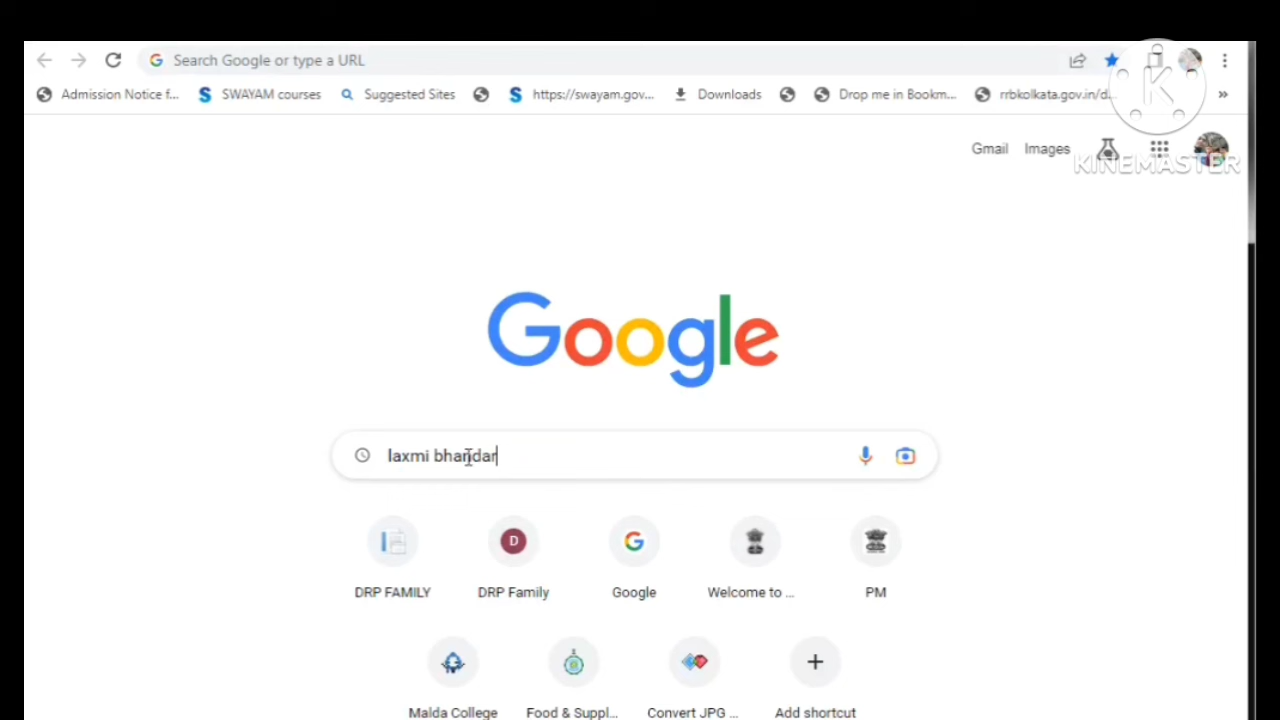 Search Google or type a URL
Admission Notice f... SWAYAM courses Suggested Sites https://swayam.gov... Downloads Drop me in Bookm... rrbkolkata.gov.in/d... »
K
Gmail Images
KINEMASTER
Google
laxmi bhandar
D
DRP FAMILY DRP Family Google Welcome to ... PM
Malda College Food & Suppl... Convert JPG ... Add shortcut